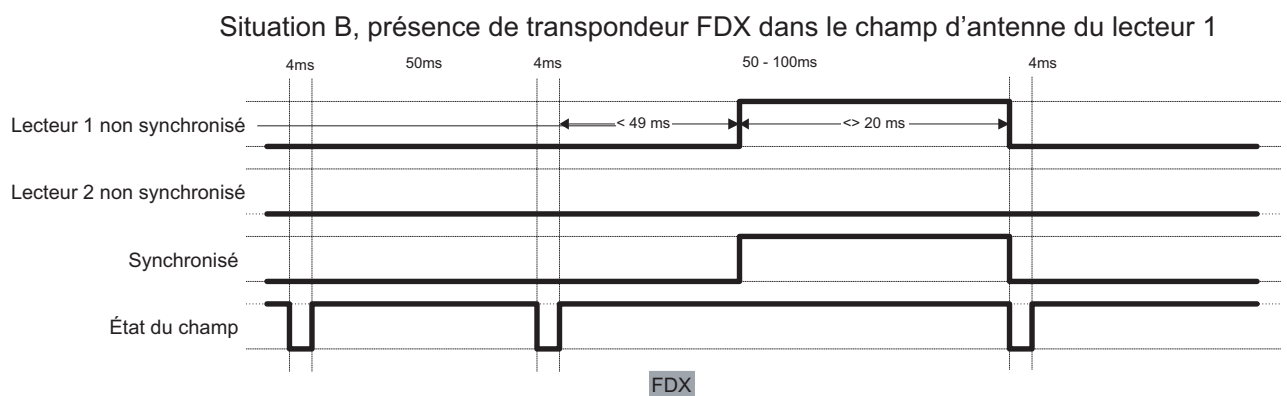 Situation B, présence de transpondeur FDX dans le champ d'antenne du lecteur 1
4ms 50ms 4ms 50 - 100ms 4ms
Lecteur 1 non synchronisé < 49 ms <> 20 ms
Lecteur 2 non synchronisé
Synchronisé
État du champ
FDX